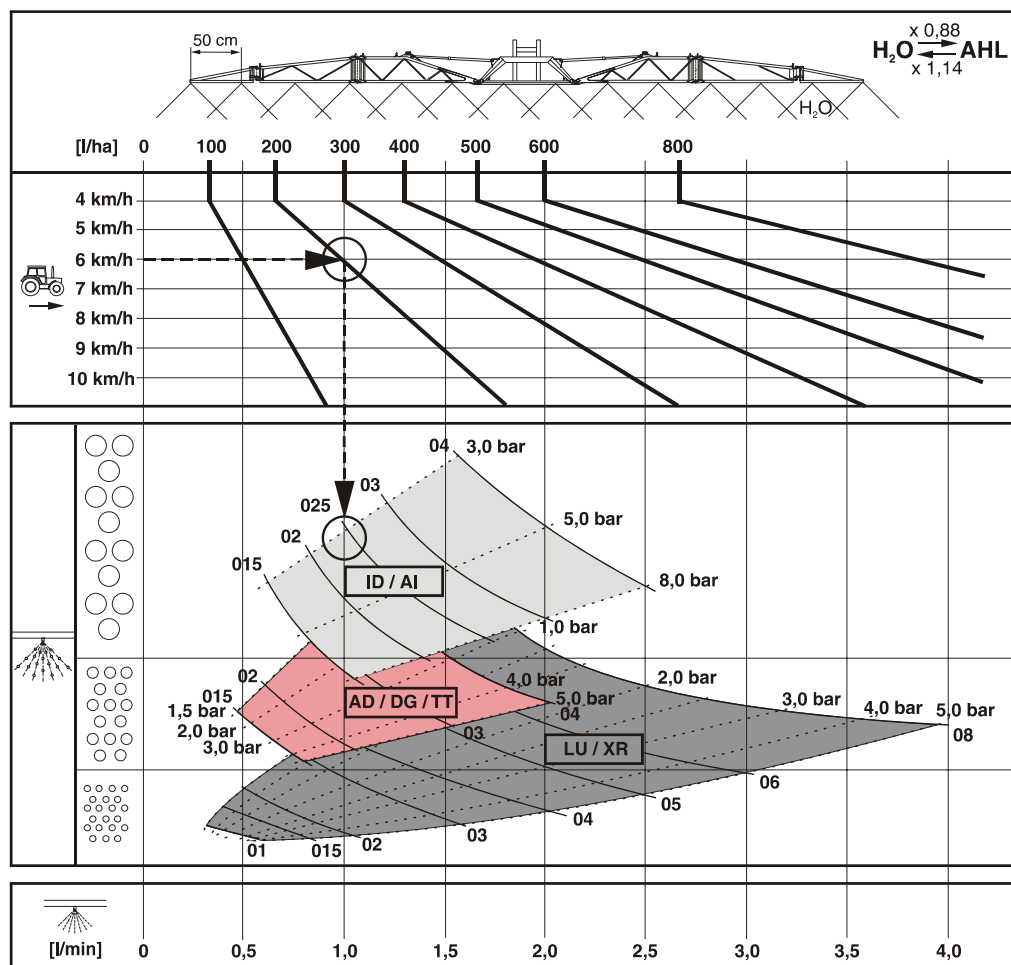 50 cm
x 0,88
H₂O AHL
x 1,14
H₂O
[l/ha] 0 100 200 300 400 500 600 800
4 km/h
5 km/h
6 km/h
7 km/h
8 km/h
9 km/h
10 km/h
04 3,0 bar
03
025
5,0 bar
02
015
ID / AI
8,0 bar
1,0 bar
02
4,0 bar
2,0 bar
015
AD / DG / TT
5,0 bar
3,0 bar
1,5 bar
04
4,0 bar
5,0 bar
2,0 bar
03
08
3,0 bar
LU / XR
06
05
04
03
02
015
01
[l/min] 0 0,5 1,0 1,5 2,0 2,5 3,0 3,5 4,0